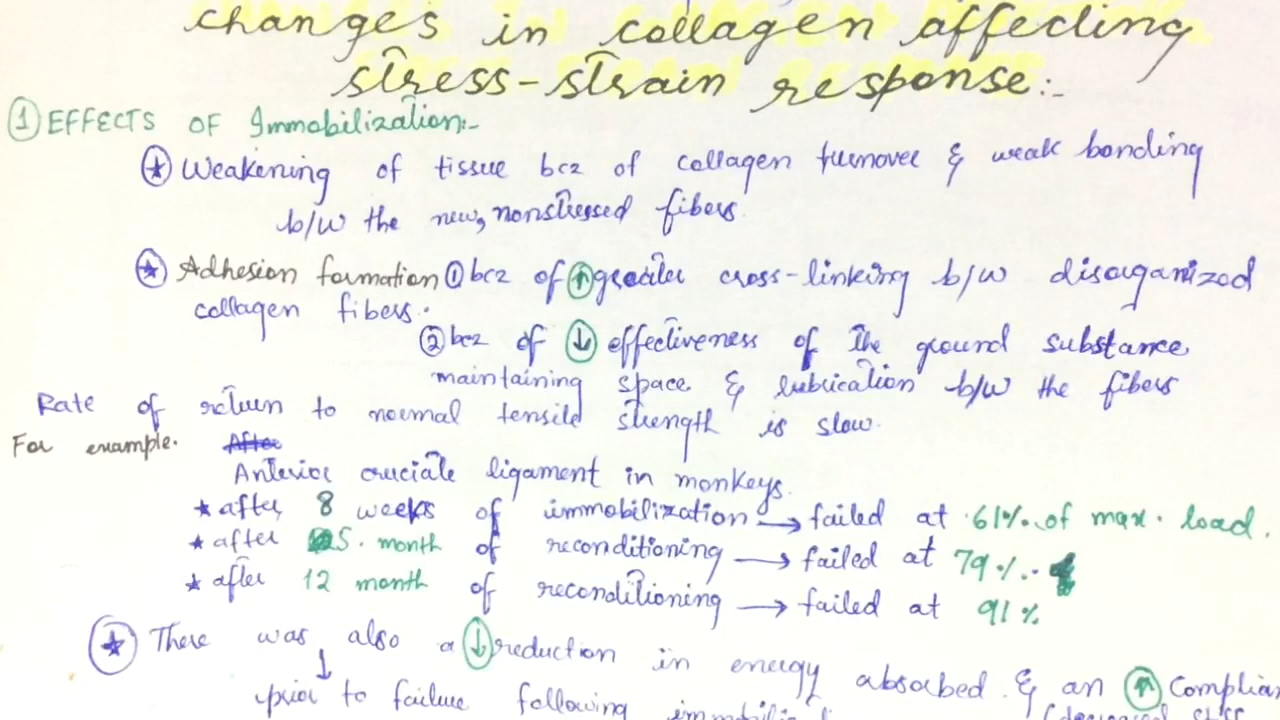 changes in collagen affecting
stress-strain response:-
① EFFECTS OF Immobilization:-
Weakening of tissue bcz of collagen turnover & weak bonding
b/w the new, nonstressed fibers.
Adhesion formation ① bcz of ↑ greater cross-linking b/w disorganized
collagen fibers.
② bcz of ↓ effectiveness of the ground substance
maintaining space & lubrication b/w the fibers
Rate of return to normal tensile strength is slow.
For example. After
Anterior cruciate ligament in monkeys.
★ after 8 weeks of immobilization → failed at 61% of max. load.
★ after 5 month of reconditioning → failed at 79%.
★ after 12 month of reconditioning → failed at 91%
There was also a ↓ reduction in energy absorbed & an ↑
prior to failure following